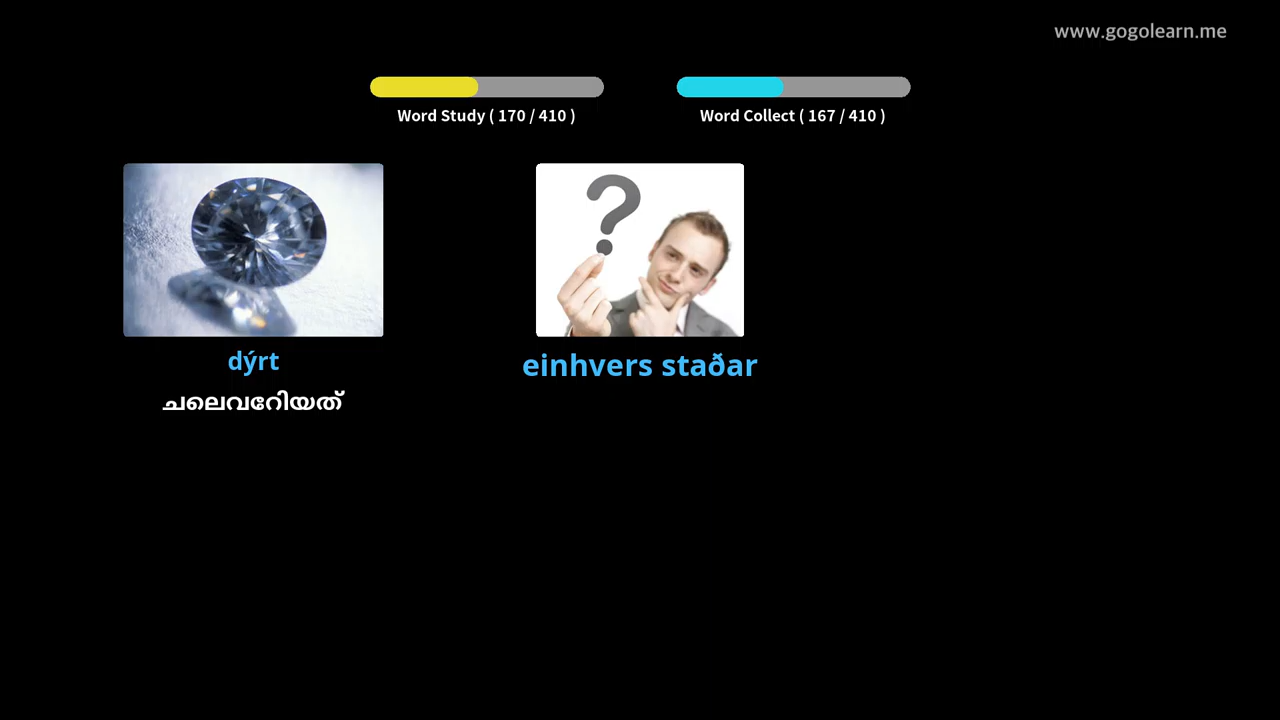 www.gogolearn.me
Word Study ( 170 / 410 )
Word Collect ( 167 / 410 )
dýrt
ചലെവറിേയത്
einhvers staðar